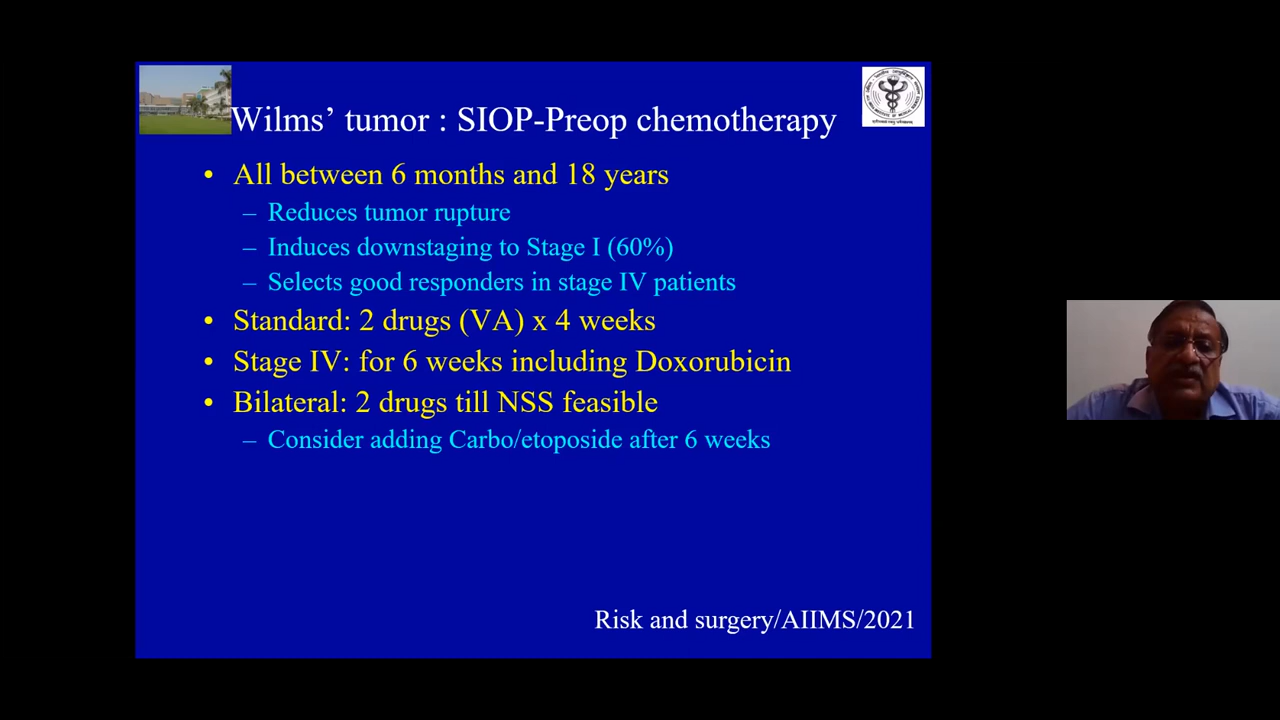 Wilms’ tumor : SIOP-Preop chemotherapy
• All between 6 months and 18 years
– Reduces tumor rupture
– Induces downstaging to Stage I (60%)
– Selects good responders in stage IV patients
• Standard: 2 drugs (VA) x 4 weeks
• Stage IV: for 6 weeks including Doxorubicin
• Bilateral: 2 drugs till NSS feasible
– Consider adding Carbo/etoposide after 6 weeks
Risk and surgery/AIIMS/2021